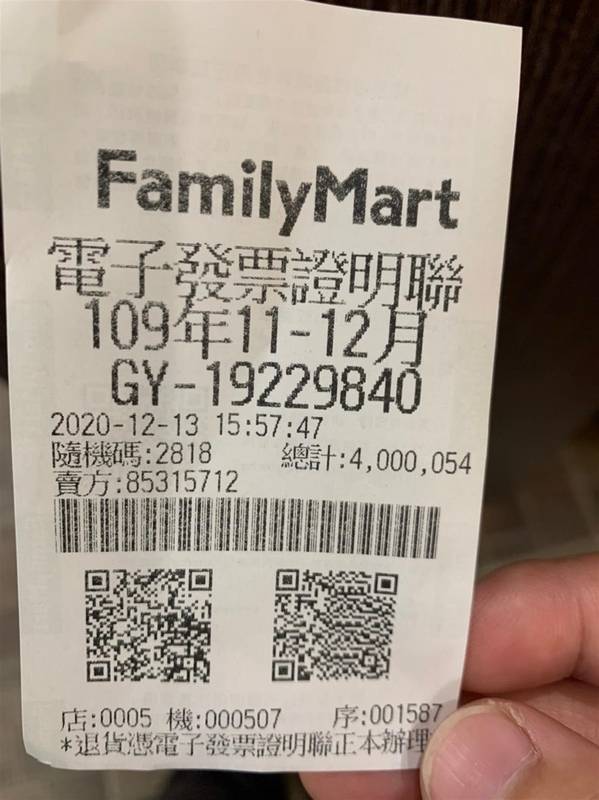 FamilyMart
電子發票證明聯
109年11-12月
GY-19229840
2020-12-13 15:57:47
隨機碼:2818 總計:4,000,054
賣方:85315712
店:0005 機:000507 序:001587
*退貨憑電子發票證明聯正本辦理